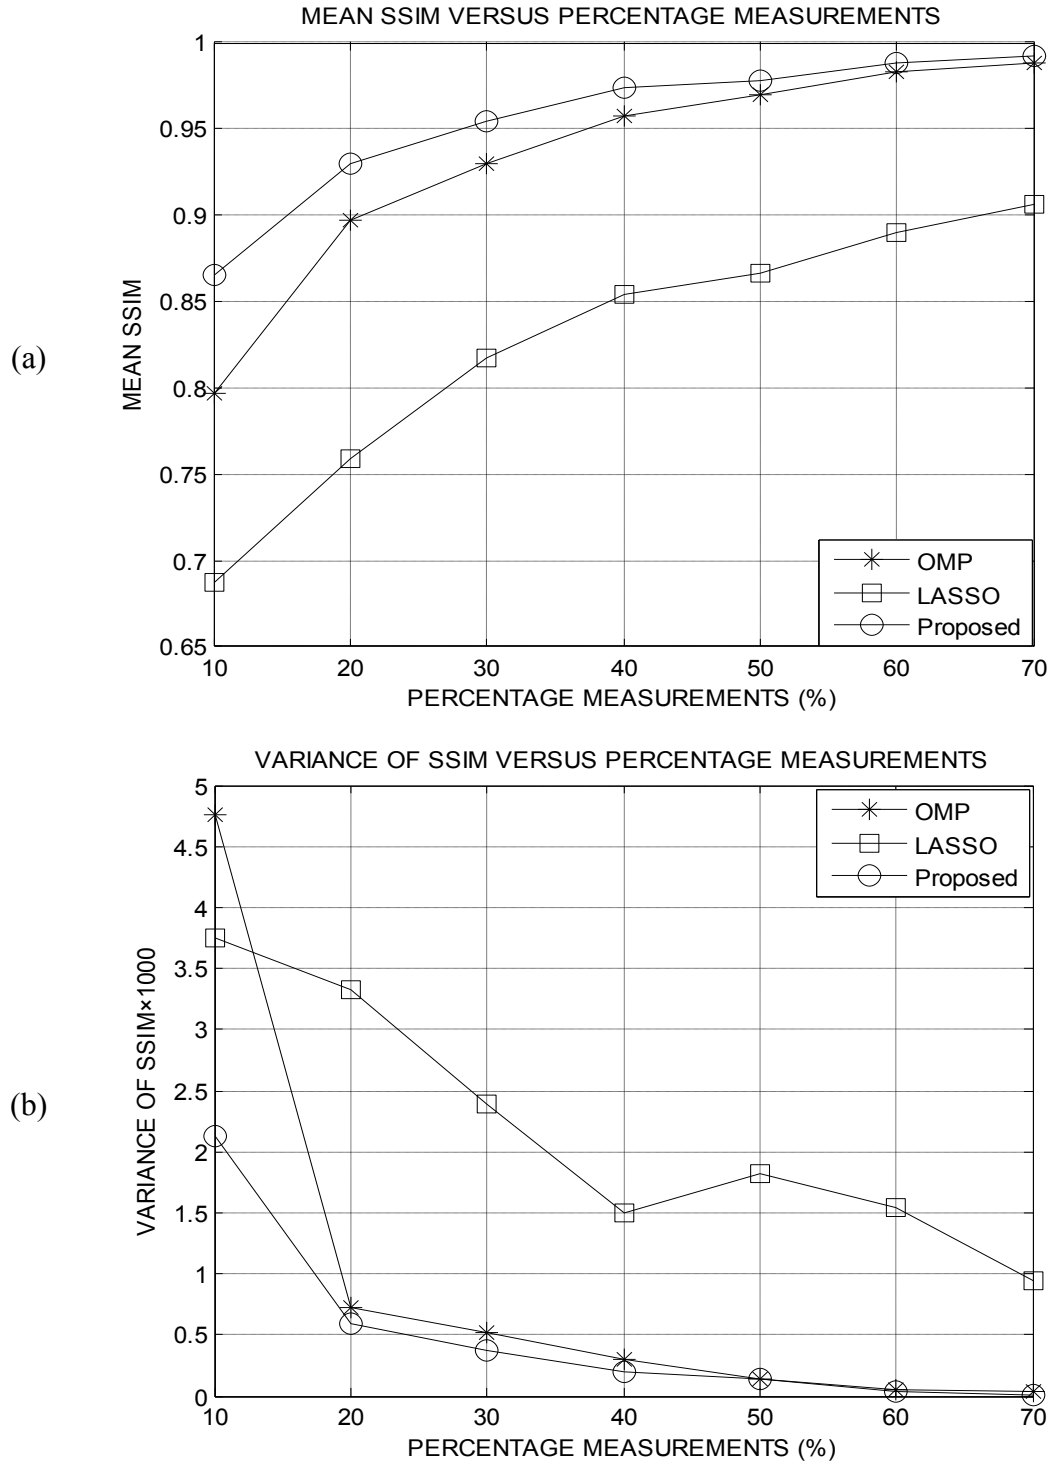 MEAN SSIM VERSUS PERCENTAGE MEASUREMENTS
1
0.95
0.9
0.85
0.8
0.75
0.7
0.65
MEAN SSIM
(a)
OMP
LASSO
Proposed
10 20 30 40 50 60 70
PERCENTAGE MEASUREMENTS (%)
VARIANCE OF SSIM VERSUS PERCENTAGE MEASUREMENTS
5
4.5
4
3.5
3
2.5
2
1.5
1
0.5
0
VARIANCE OF SSIM×1000
(b)
OMP
LASSO
Proposed
10 20 30 40 50 60 70
PERCENTAGE MEASUREMENTS (%)